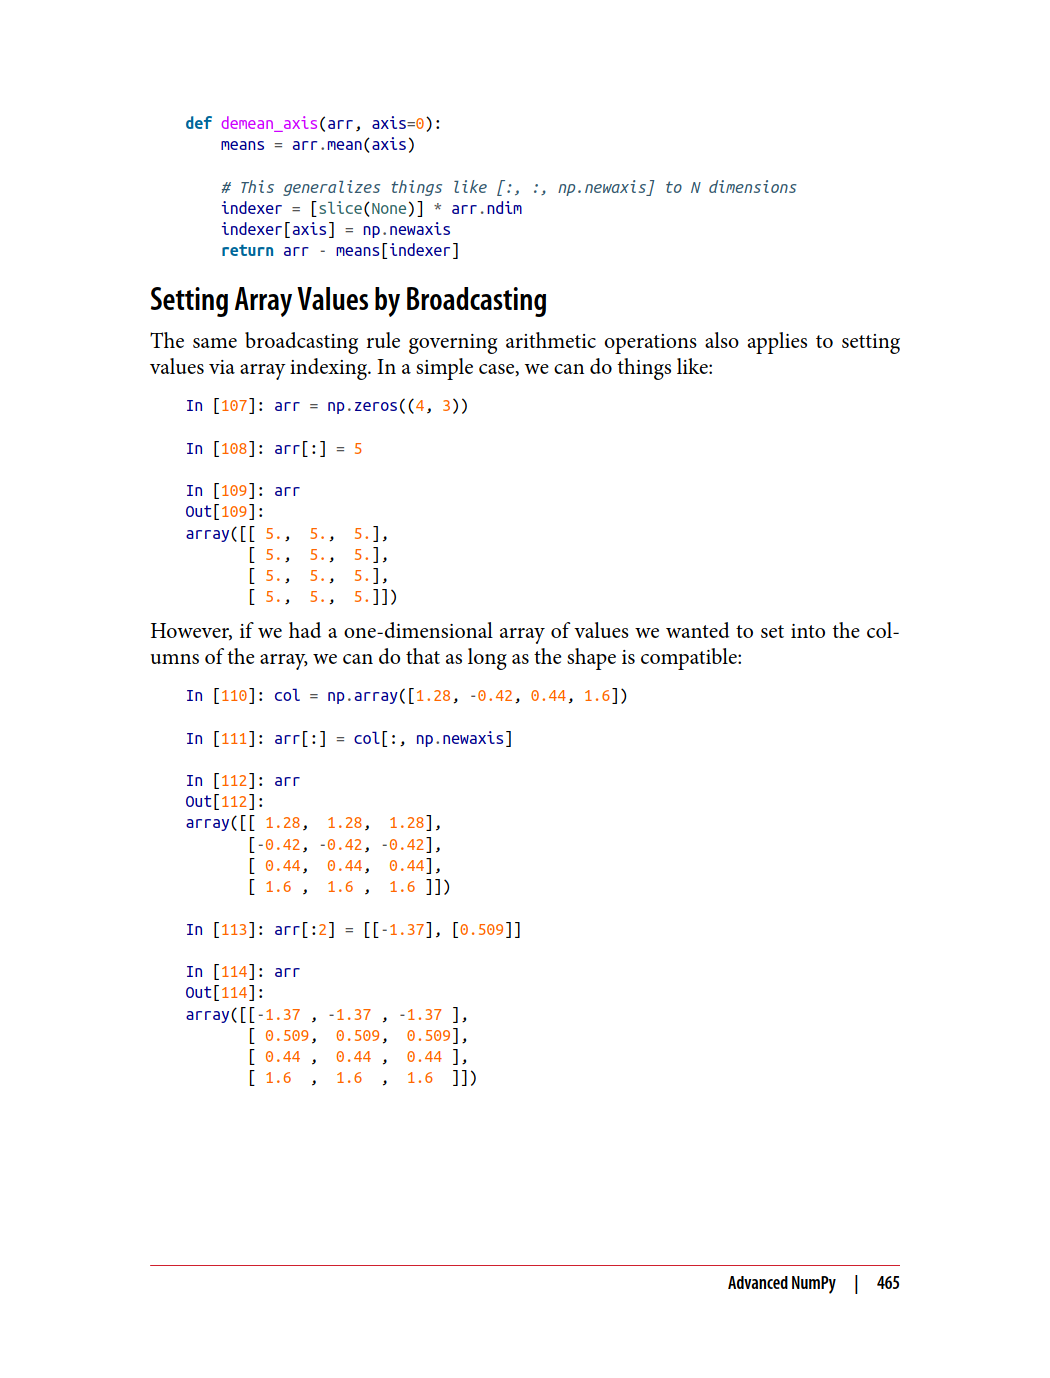 def demean_axis(arr, axis=0):
    means = arr.mean(axis)

    # This generalizes things like [:, :, np.newaxis] to N dimensions
    indexer = [slice(None)] * arr.ndim
    indexer[axis] = np.newaxis
    return arr - means[indexer]
Setting Array Values by Broadcasting
The same broadcasting rule governing arithmetic operations also applies to setting
values via array indexing. In a simple case, we can do things like:
In [107]: arr = np.zeros((4, 3))

In [108]: arr[:] = 5

In [109]: arr
Out[109]:
array([[ 5.,  5.,  5.],
       [ 5.,  5.,  5.],
       [ 5.,  5.,  5.],
       [ 5.,  5.,  5.]])
However, if we had a one-dimensional array of values we wanted to set into the col-
umns of the array, we can do that as long as the shape is compatible:
In [110]: col = np.array([1.28, -0.42, 0.44, 1.6])

In [111]: arr[:] = col[:, np.newaxis]

In [112]: arr
Out[112]:
array([[ 1.28,  1.28,  1.28],
       [-0.42, -0.42, -0.42],
       [ 0.44,  0.44,  0.44],
       [ 1.6 ,  1.6 ,  1.6 ]])

In [113]: arr[:2] = [[-1.37], [0.509]]

In [114]: arr
Out[114]:
array([[-1.37 , -1.37 , -1.37 ],
       [ 0.509,  0.509,  0.509],
       [ 0.44 ,  0.44 ,  0.44 ],
       [ 1.6  ,  1.6  ,  1.6  ]])
Advanced NumPy | 465